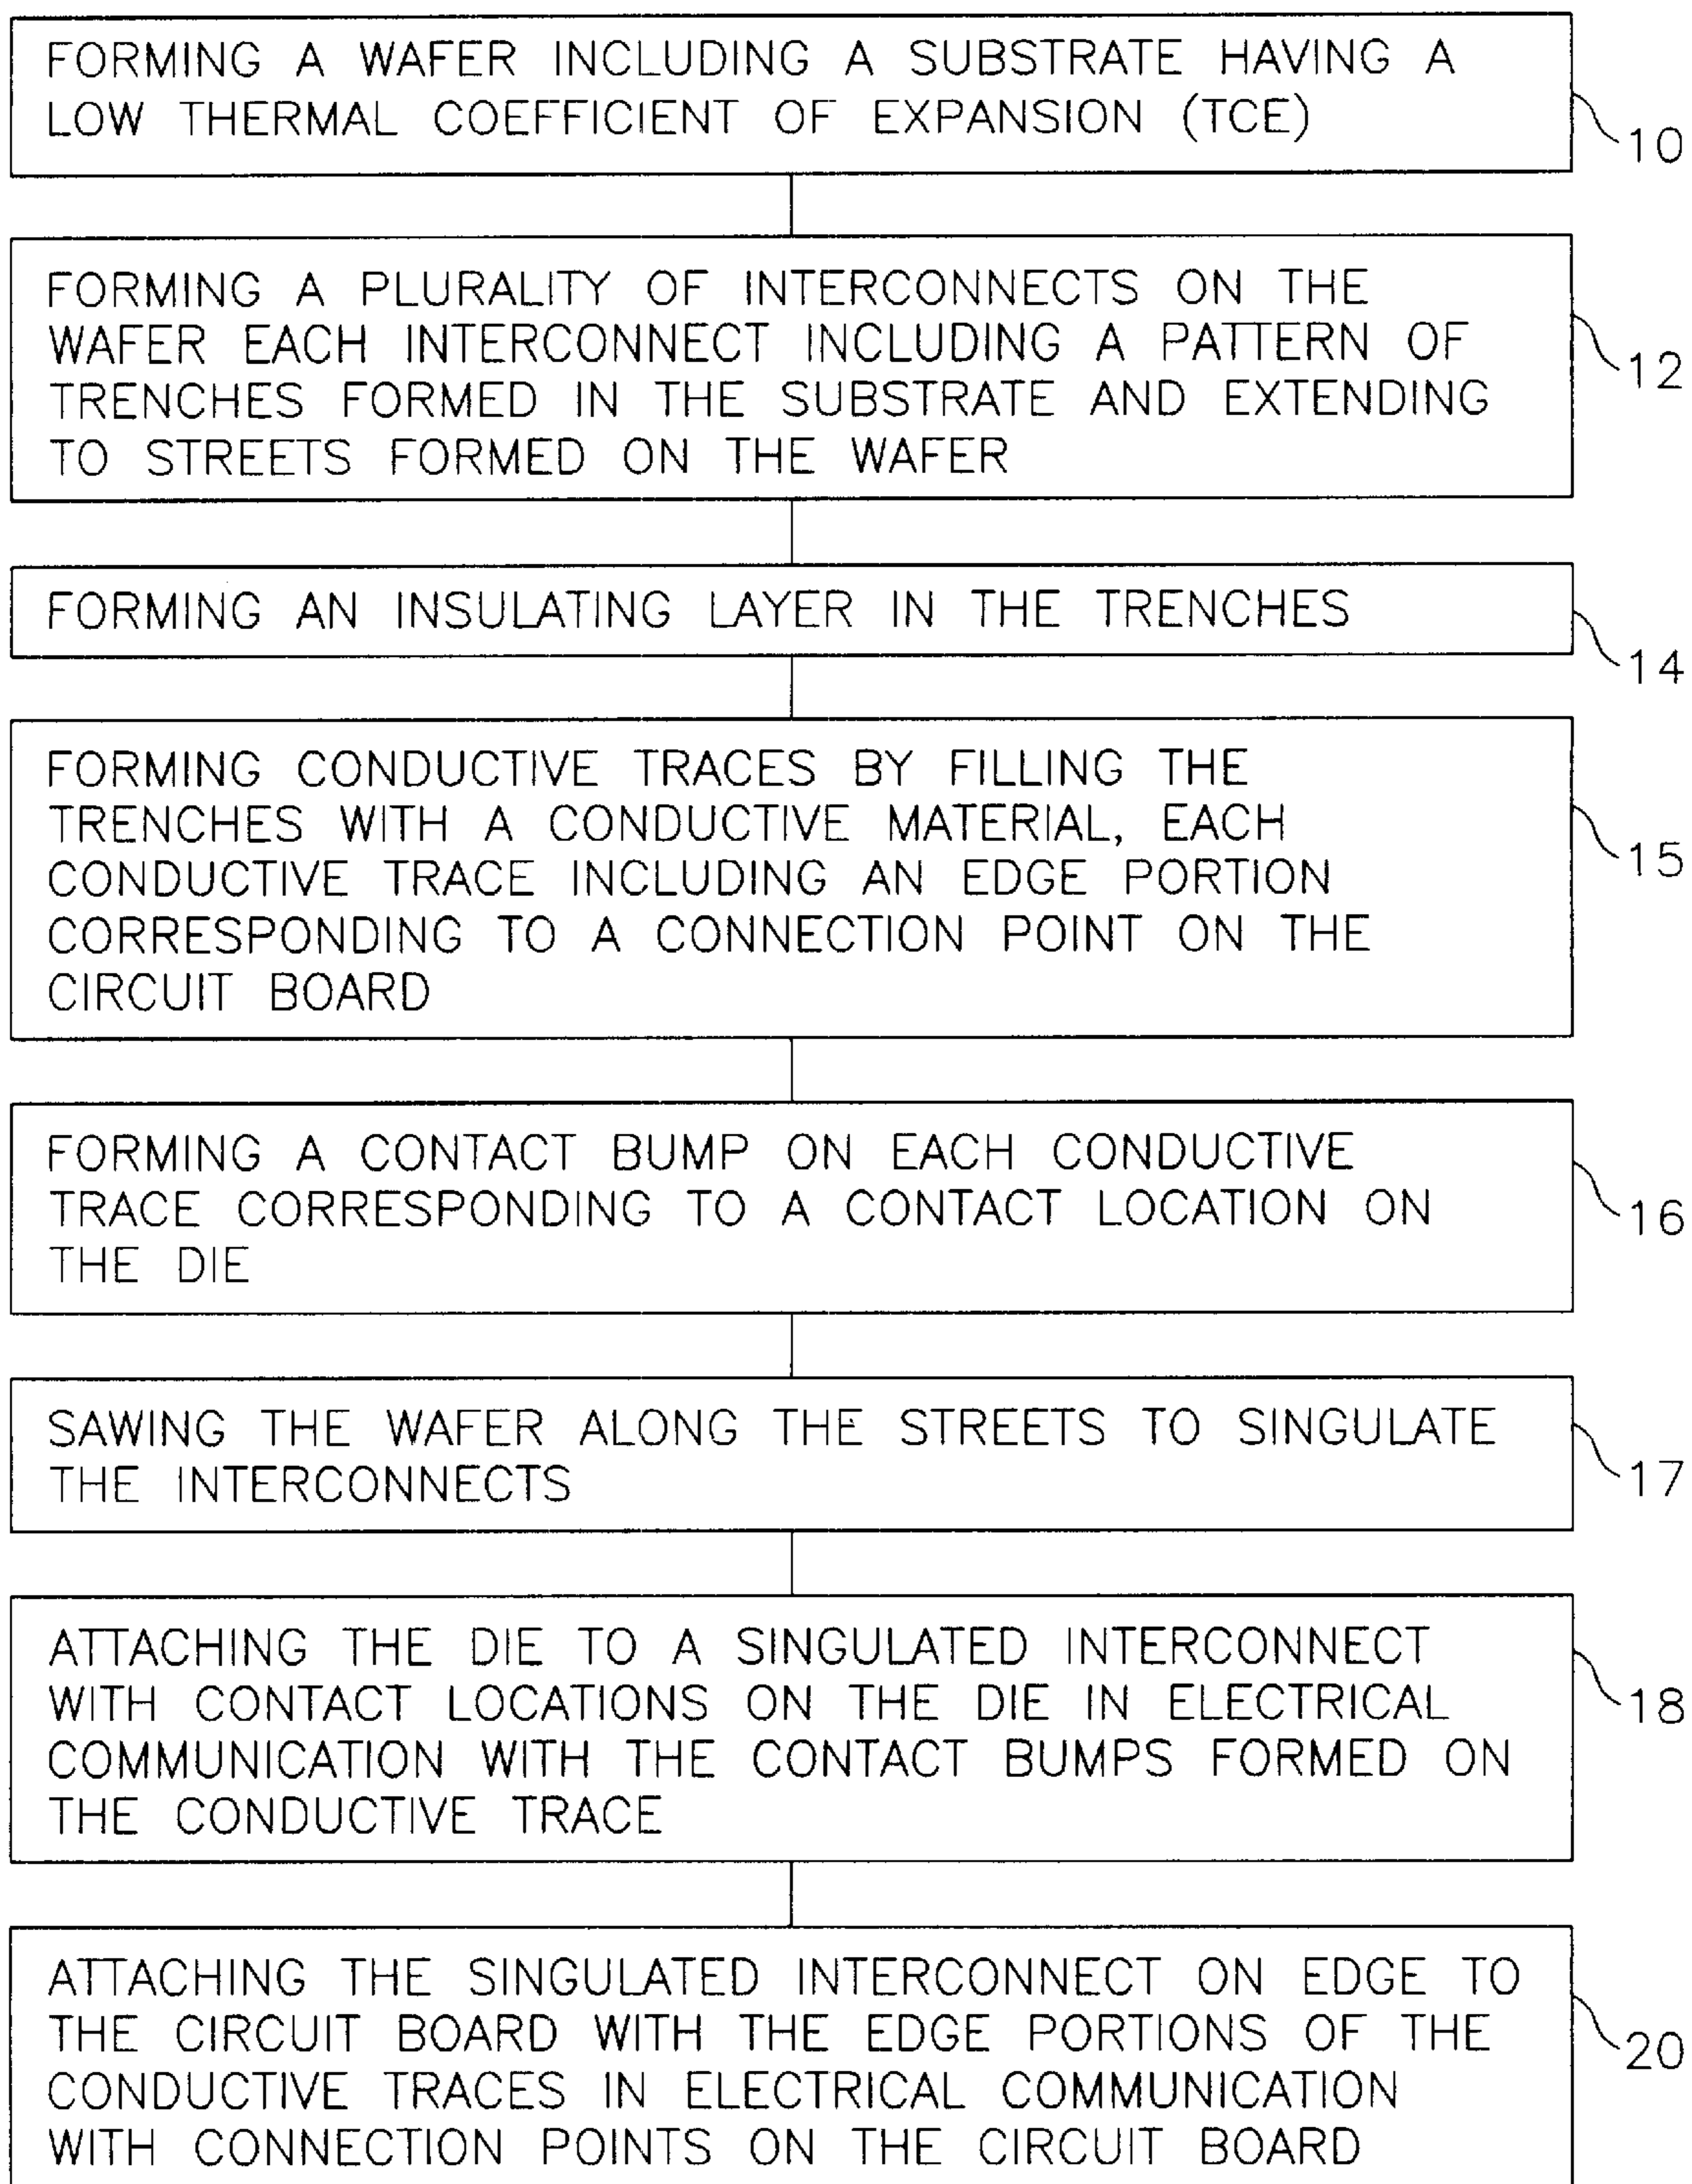 FORMING A WAFER INCLUDING A SUBSTRATE HAVING A
LOW THERMAL COEFFICIENT OF EXPANSION (TCE)
10
FORMING A PLURALITY OF INTERCONNECTS ON THE
WAFER EACH INTERCONNECT INCLUDING A PATTERN OF
TRENCHES FORMED IN THE SUBSTRATE AND EXTENDING
TO STREETS FORMED ON THE WAFER
12
FORMING AN INSULATING LAYER IN THE TRENCHES
14
FORMING CONDUCTIVE TRACES BY FILLING THE
TRENCHES WITH A CONDUCTIVE MATERIAL, EACH
CONDUCTIVE TRACE INCLUDING AN EDGE PORTION
CORRESPONDING TO A CONNECTION POINT ON THE
CIRCUIT BOARD
15
FORMING A CONTACT BUMP ON EACH CONDUCTIVE
TRACE CORRESPONDING TO A CONTACT LOCATION ON
THE DIE
16
SAWING THE WAFER ALONG THE STREETS TO SINGULATE
THE INTERCONNECTS
17
ATTACHING THE DIE TO A SINGULATED INTERCONNECT
WITH CONTACT LOCATIONS ON THE DIE IN ELECTRICAL
COMMUNICATION WITH THE CONTACT BUMPS FORMED ON
THE CONDUCTIVE TRACE
18
ATTACHING THE SINGULATED INTERCONNECT ON EDGE TO
THE CIRCUIT BOARD WITH THE EDGE PORTIONS OF THE
CONDUCTIVE TRACES IN ELECTRICAL COMMUNICATION
WITH CONNECTION POINTS ON THE CIRCUIT BOARD
20